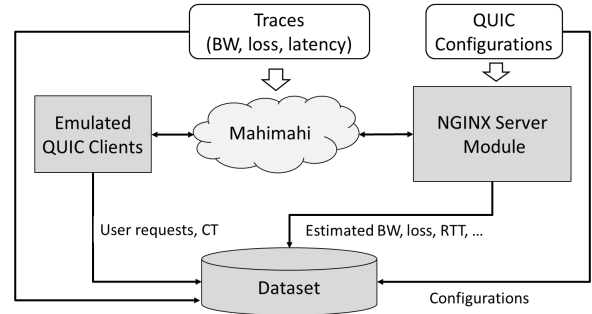 Traces
(BW, loss, latency)
QUIC
Configurations
Emulated
QUIC Clients
Mahimahi
NGINX Server
Module
User requests, CT
Estimated BW, loss, RTT, ...
Dataset
Configurations